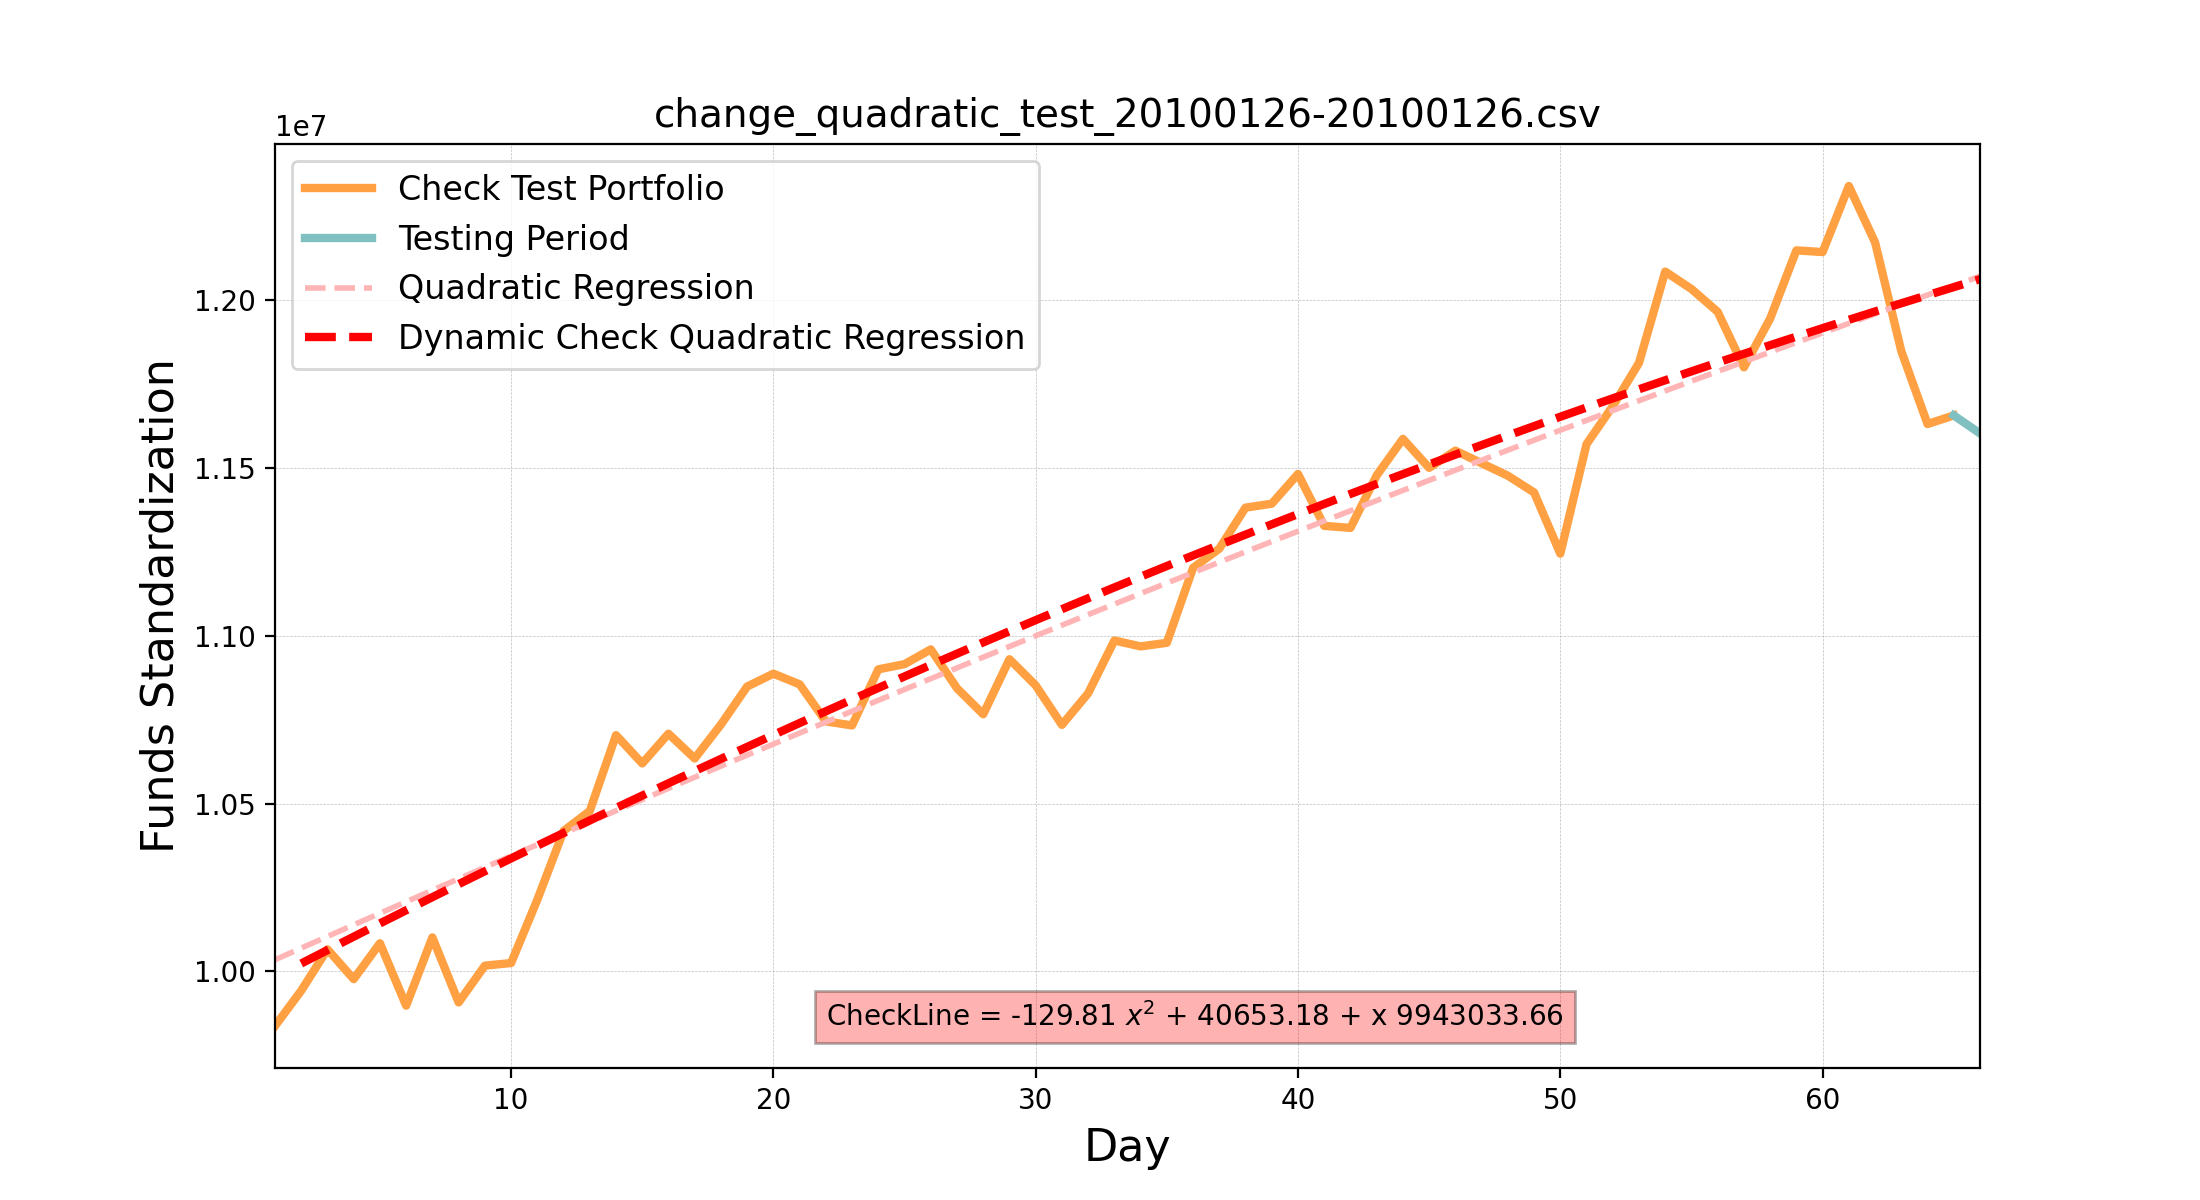 change_quadratic_test_20100126-20100126.csv
1e7
Check Test Portfolio
Testing Period
Quadratic Regression
Dynamic Check Quadratic Regression
Funds Standardization
1.20
1.15
1.10
1.05
1.00
CheckLine = -129.81 x² + 40653.18 + x 9943033.66
10 20 30 40 50 60
Day